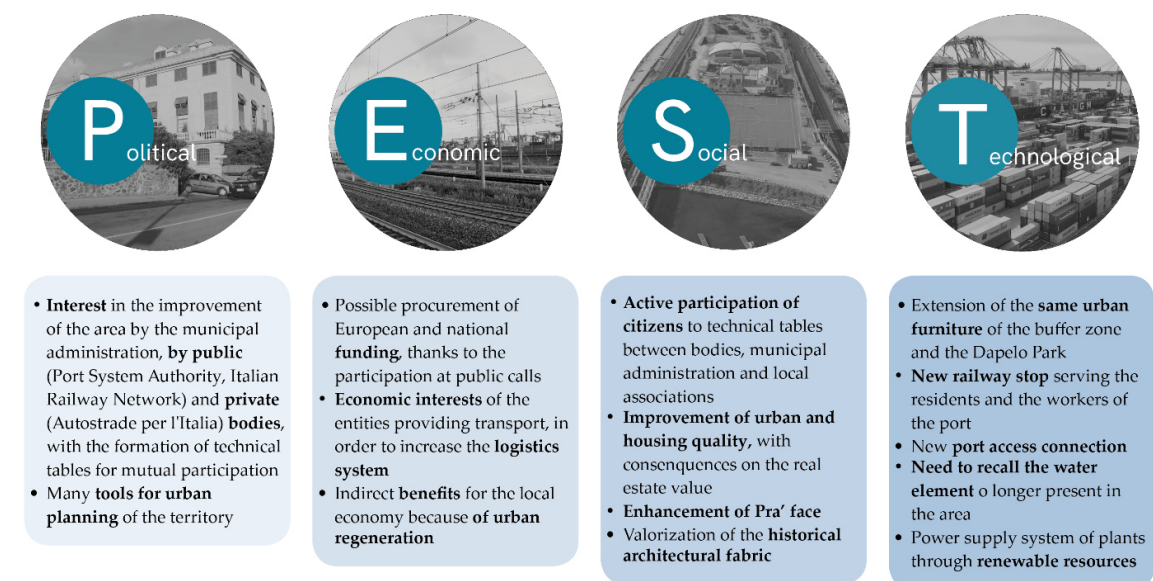 Political
Economic
Social
Technological
• Interest in the improvement
of the area by the municipal
administration, by public
(Port System Authority, Italian
Railway Network) and private
(Autostrade per l'Italia) bodies,
with the formation of technical
tables for mutual participation
• Many tools for urban
planning of the territory
• Possible procurement of
European and national
funding, thanks to the
participation at public calls
• Economic interests of the
entities providing transport, in
order to increase the logistics
system
• Indirect benefits for the local
economy because of urban
regeneration
• Active participation of
citizens to technical tables
between bodies, municipal
administration and local
associations
• Improvement of urban and
housing quality, with
consenquences on the real
estate value
• Enhancement of Pra' face
• Valorization of the historical
architectural fabric
• Extension of the same urban
furniture of the buffer zone
and the Dapelo Park
• New railway stop serving the
residents and the workers of
the port
• New port access connection
• Need to recall the water
element o longer present in
the area
• Power supply system of plants
through renewable resources